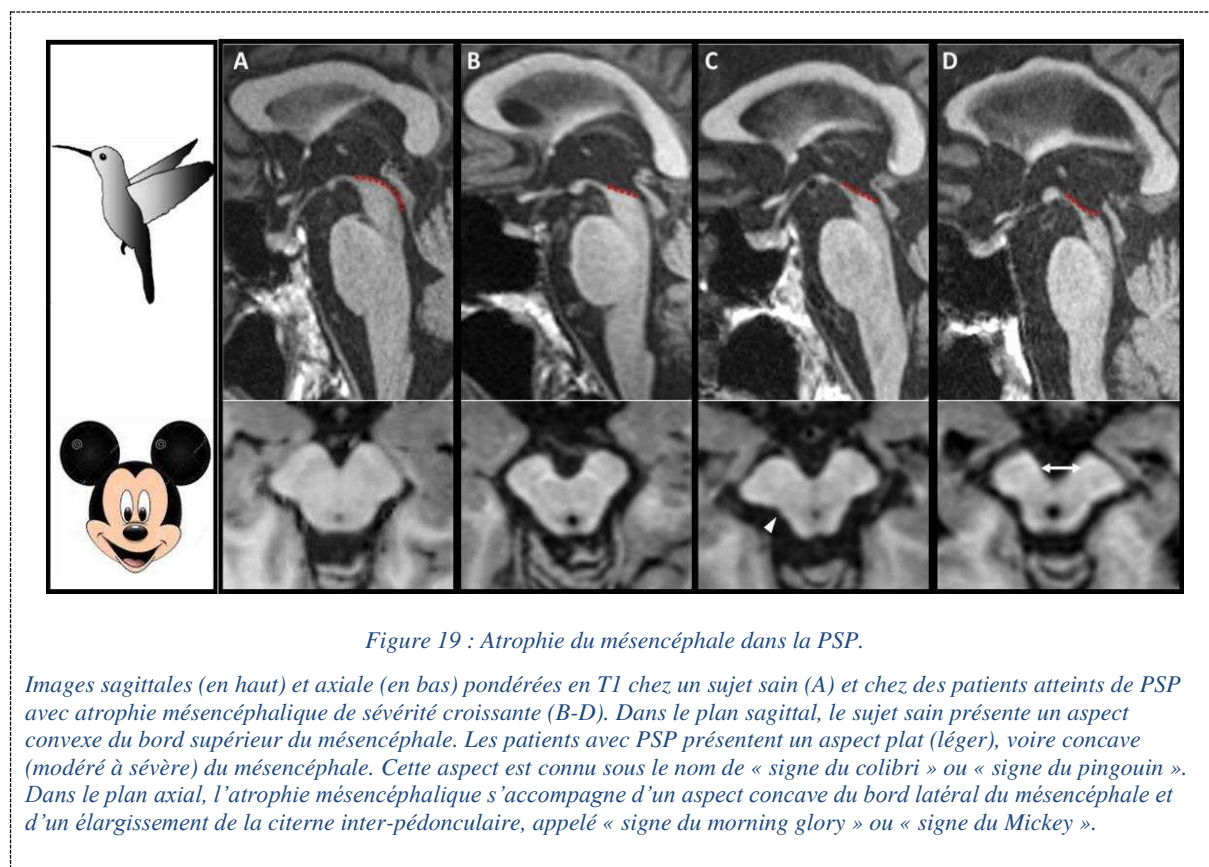 A B C D
Figure 19 : Atrophie du mésencéphale dans la PSP.
Images sagittales (en haut) et axiale (en bas) pondérées en T1 chez un sujet sain (A) et chez des patients atteints de PSP
avec atrophie mésencéphalique de sévérité croissante (B-D). Dans le plan sagittal, le sujet sain présente un aspect
convexe du bord supérieur du mésencéphale. Les patients avec PSP présentent un aspect plat (léger), voire concave
(modéré à sévère) du mésencéphale. Cette aspect est connu sous le nom de « signe du colibri » ou « signe du pingouin ».
Dans le plan axial, l’atrophie mésencéphalique s’accompagne d’un aspect concave du bord latéral du mésencéphale et
d’un élargissement de la citerne inter-pédonculaire, appelé « signe du morning glory » ou « signe du Mickey ».